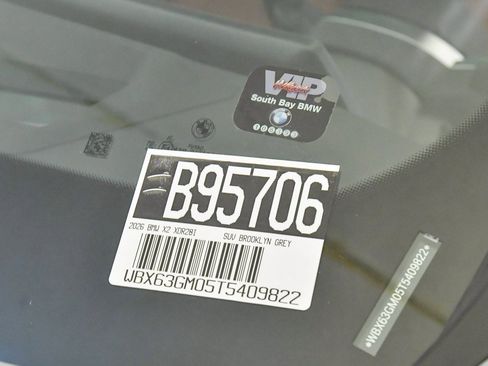 VIP
South Bay BMW
B95706
2026 BMW X2 XDR28I SUV BROOKLYN GREY
WBX63GM05T5409822
*WBX63GM05T5409822*